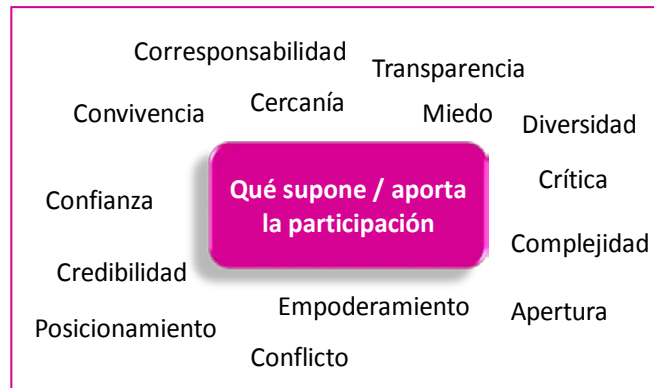 Corresponsabilidad
Transparencia
Convivencia
Cercanía
Miedo
Diversidad
Qué supone / aporta
la participación
Crítica
Confianza
Complejidad
Credibilidad
Empoderamiento
Apertura
Posicionamiento
Conflicto